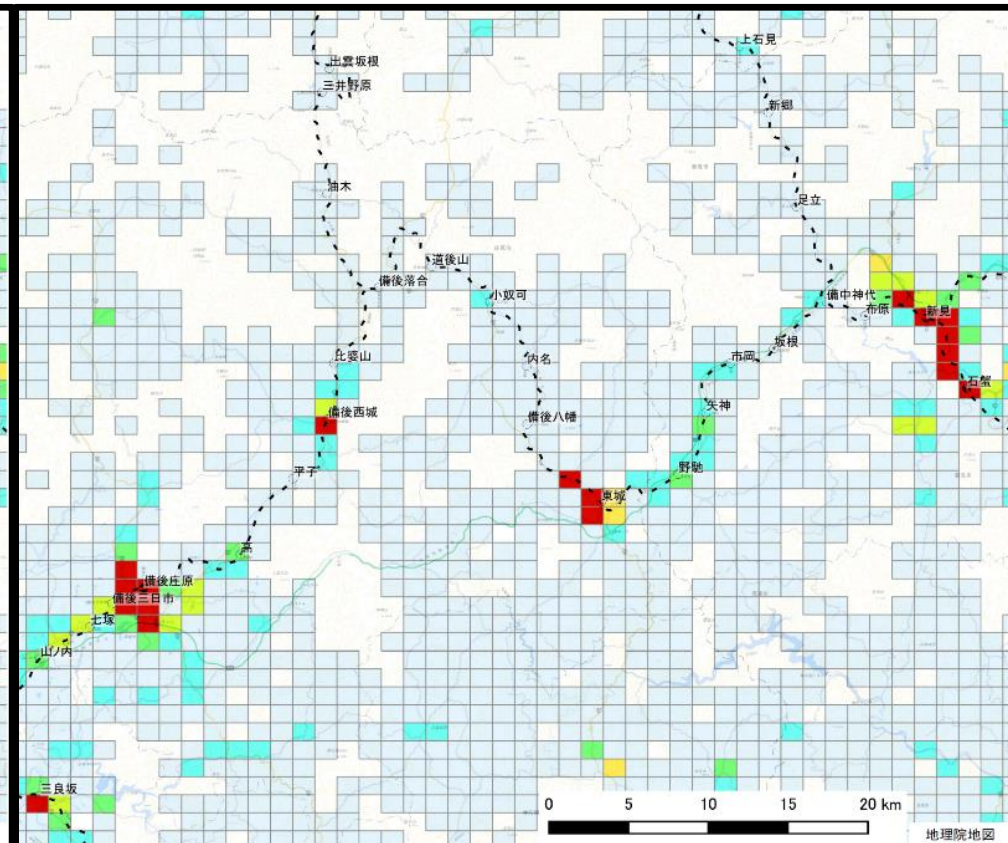 上石見
出雲坂根
三井野原
新郷
油木
足立
道後山
備後落合
小奴可
備中神代
布原
新見
坂根
比婆山
内名
市岡
石蟹
矢神
備後西城
備後八幡
平子
野馳
東城
高
備後庄原
備後三日市
七塚
山ノ内
三良坂
0 5 10 15 20 km
地理院地図